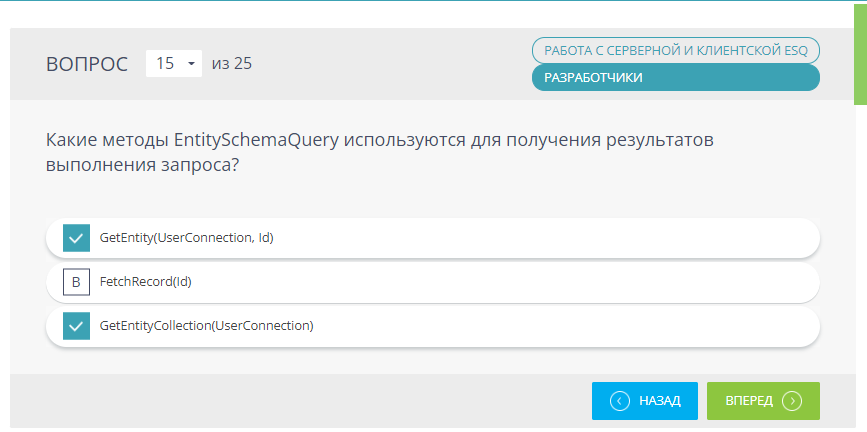 ВОПРОС 15 из 25
РАБОТА С СЕРВЕРНОЙ И КЛИЕНТСКОЙ ESQ
РАЗРАБОТЧИКИ
Какие методы EntitySchemaQuery используются для получения результатов
выполнения запроса?
GetEntity(UserConnection, Id)
B FetchRecord(Id)
GetEntityCollection(UserConnection)
НАЗАД ВПЕРЕД